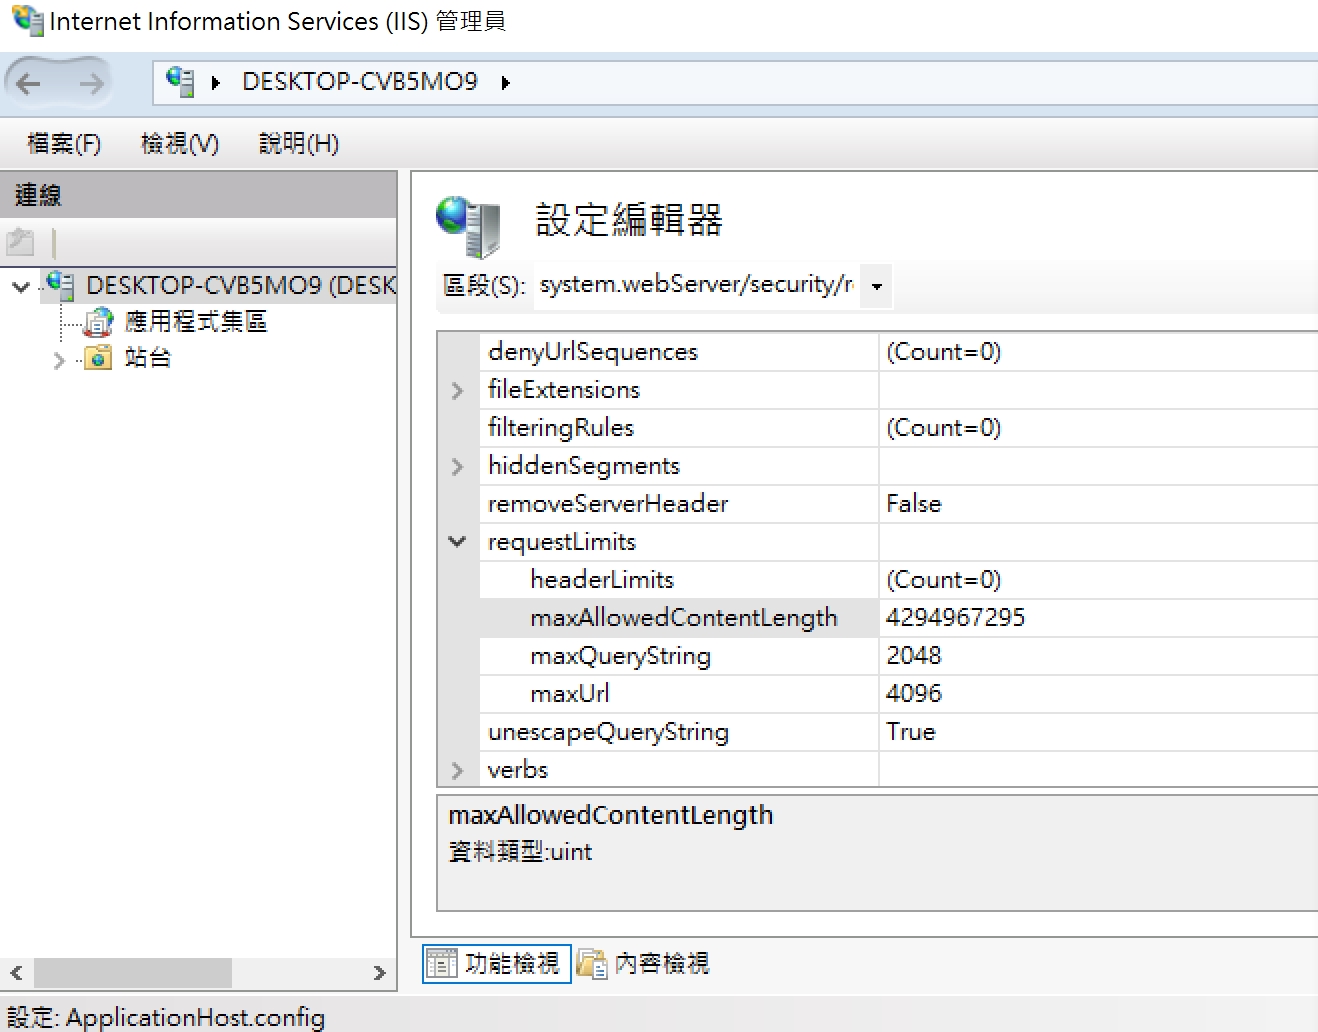 Internet Information Services (IIS) 管理員
DESKTOP-CVB5MO9
檔案(F) 檢視(V) 說明(H)
連線
DESKTOP-CVB5MO9 (DESK
應用程式集區
站台
設定編輯器
區段(S): system.webServer/security/r
denyUrlSequences (Count=0)
fileExtensions
filteringRules (Count=0)
hiddenSegments
removeServerHeader False
requestLimits
headerLimits (Count=0)
maxAllowedContentLength 4294967295
maxQueryString 2048
maxUrl 4096
unescapeQueryString True
verbs
maxAllowedContentLength
資料類型:uint
功能檢視 內容檢視
設定: ApplicationHost.config